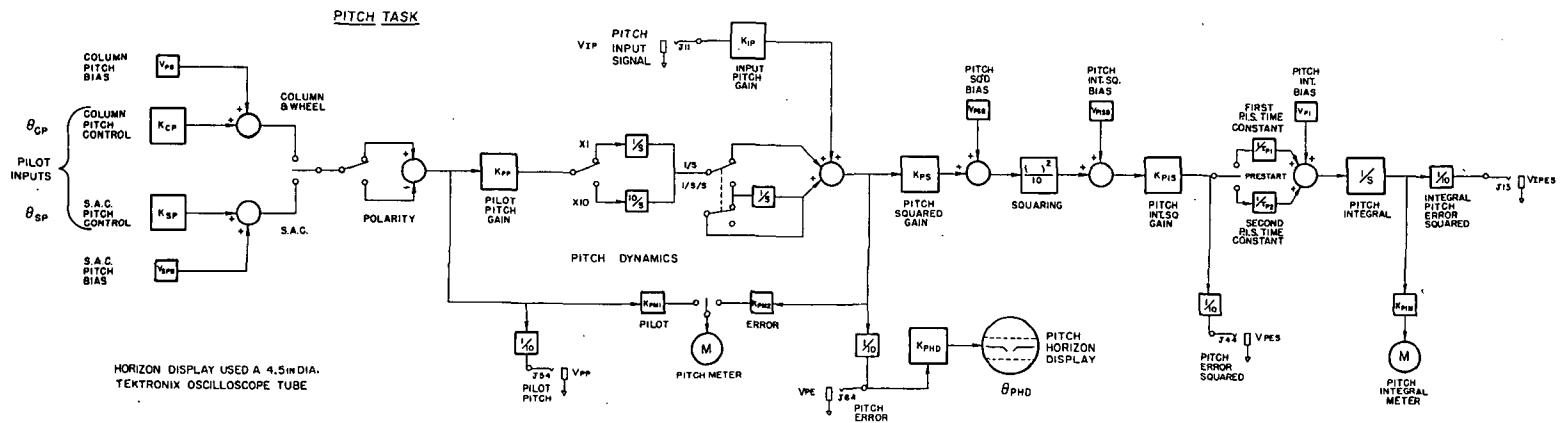 PITCH TASK
COLUMN
PITCH
BIAS
VPB
θCP
COLUMN
PITCH
CONTROL
KCP
PILOT
INPUTS
θSP
S.A.C.
PITCH
CONTROL
KSP
S.A.C.
PITCH
BIAS
VSPB
COLUMN
& WHEEL
S.A.C.
POLARITY
KPP
PILOT
PITCH
GAIN
X1
1/S
X10
10/S
1/S
1/S/S
1/S
PITCH DYNAMICS
VIP
PITCH
INPUT
SIGNAL
J11
KIP
INPUT
PITCH
GAIN
KPS
PITCH
SQUARED
GAIN
PITCH
SQ'D
BIAS
VPSB
( )²
10
SQUARING
PITCH
INT. SQ.
BIAS
VPISB
KPIS
PITCH
INT. SQ
GAIN
FIRST
P.I.S. TIME
CONSTANT
PRESTART
SECOND
P.I.S. TIME
CONSTANT
PITCH
INT.
BIAS
VPI
1/S
PITCH
INTEGRAL
1/10
INTEGRAL
PITCH
ERROR
SQUARED
J15
VIPES
KPIM
M
PITCH
INTEGRAL
METER
1/10
J44
VPES
PITCH
ERROR
SQUARED
KPM1
PILOT
KPM2
ERROR
M
PITCH METER
1/10
J54
VPP
PILOT
PITCH
1/10
VPE
J64
PITCH
ERROR
KPHD
PITCH
HORIZON
DISPLAY
θPHD
HORIZON DISPLAY USED A 4.5 IN DIA.
TEKTRONIX OSCILLOSCOPE TUBE